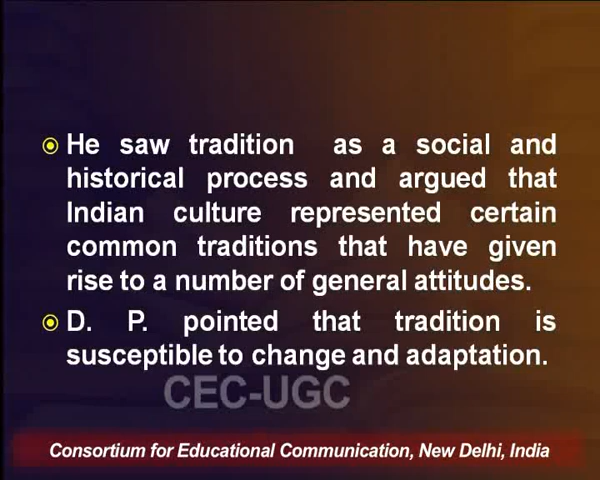 He saw tradition as a social and
historical process and argued that
Indian culture represented certain
common traditions that have given
rise to a number of general attitudes.
D. P. pointed that tradition is
susceptible to change and adaptation.
CEC-UGC
Consortium for Educational Communication, New Delhi, India